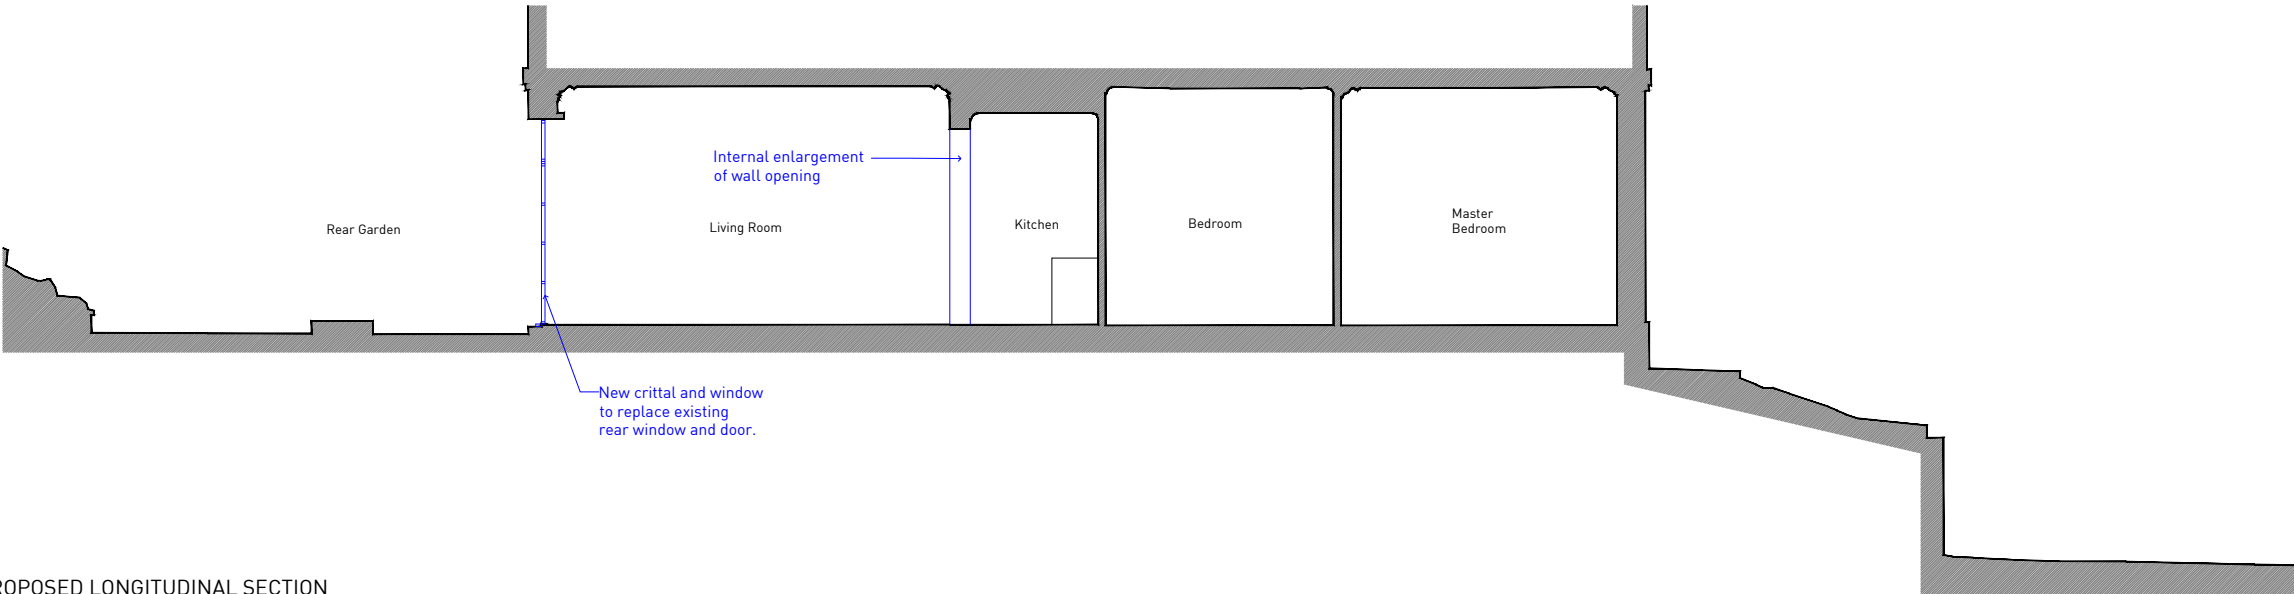 Internal enlargement
of wall opening
Rear Garden
Living Room
Kitchen
Bedroom
Master
Bedroom
New crittal and window
to replace existing
rear window and door.
ROPOSED LONGITUDINAL SECTION